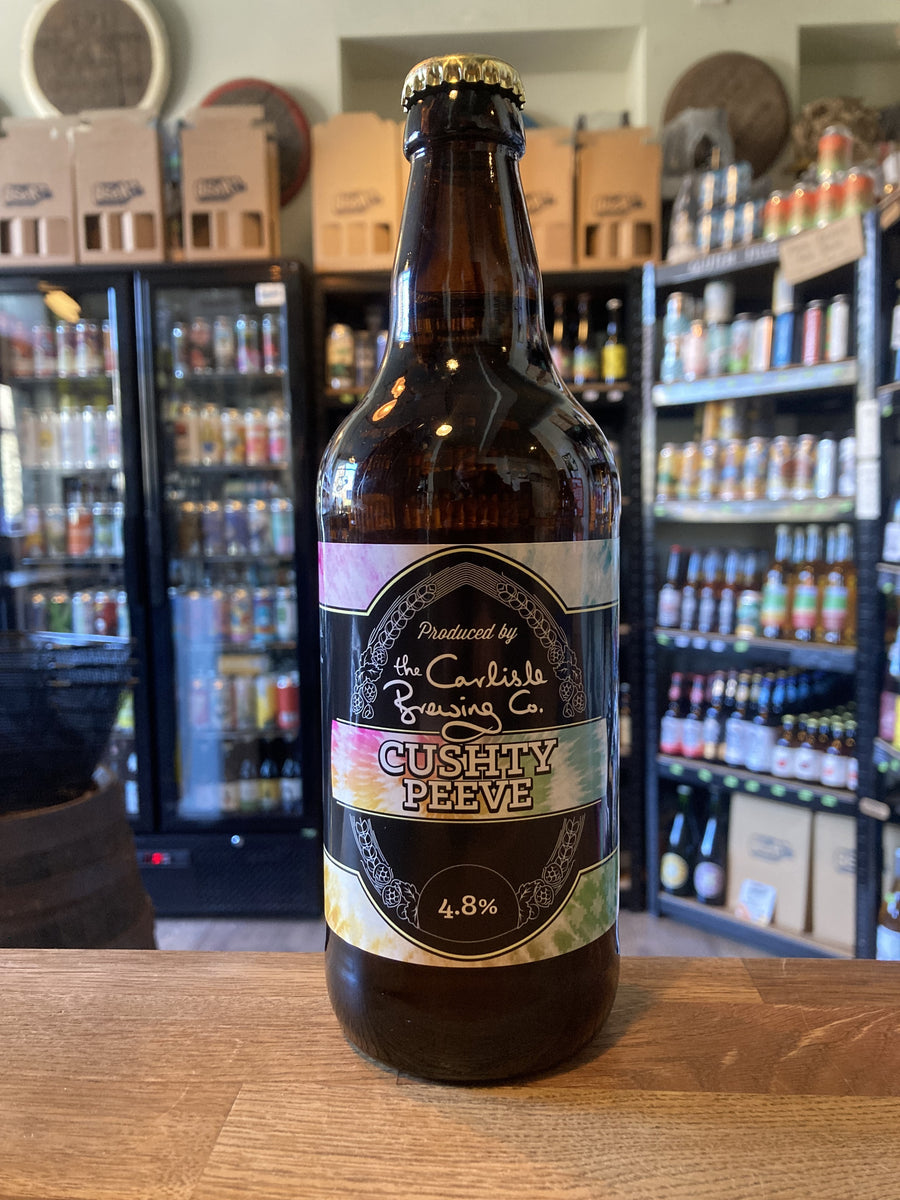 Produced by
the Carlisle
Brewing Co.
CUSHTY
PEEVE
4.8%